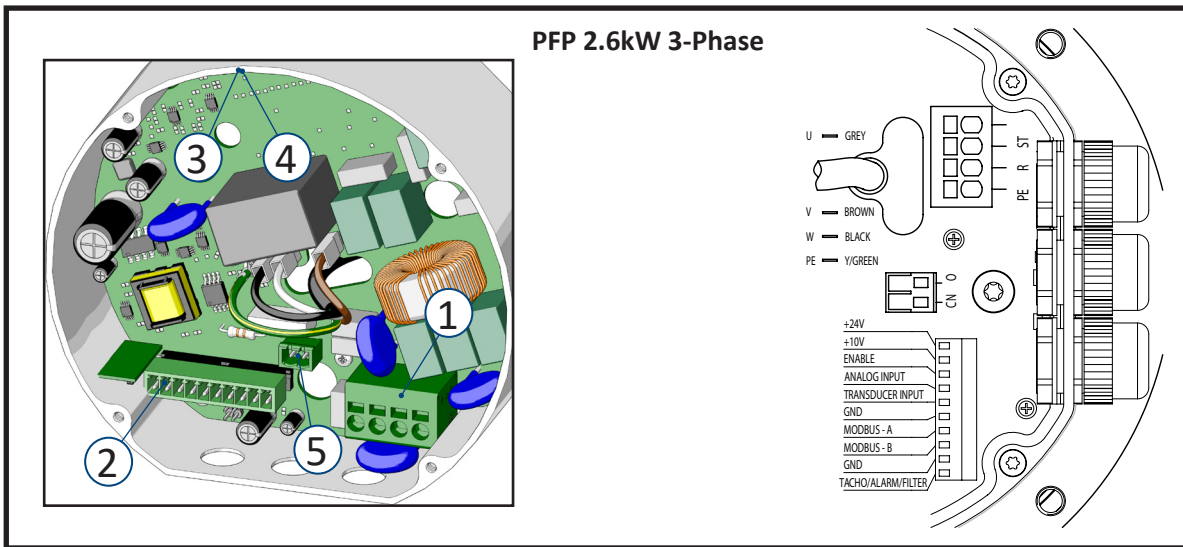 PFP 2.6kW 3-Phase
3
4
1
2
5
U GREY
V BROWN
W BLACK
PE Y/GREEN
ST
R
PE
O
CN
+24V
+10V
ENABLE
ANALOG INPUT
TRANSDUCER INPUT
GND
MODBUS - A
MODBUS - B
GND
TACHO/ALARM/FILTER